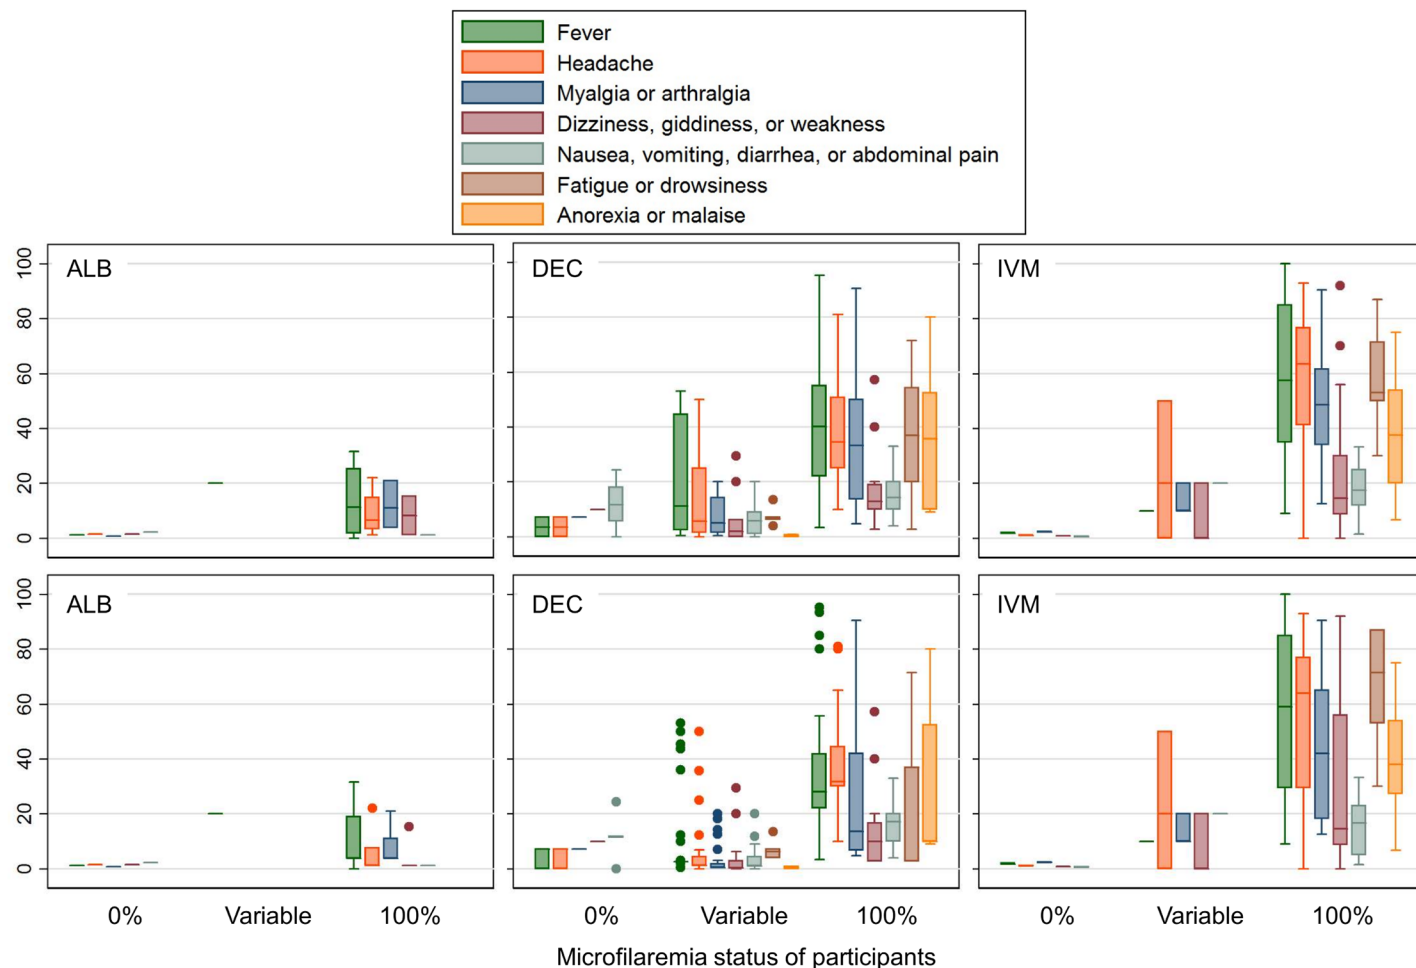 Fever
Headache
Myalgia or arthralgia
Dizziness, giddiness, or weakness
Nausea, vomiting, diarrhea, or abdominal pain
Fatigue or drowsiness
Anorexia or malaise
ALB DEC IVM
100
80
60
40
20
0
ALB DEC IVM
100
80
60
40
20
0
0% Variable 100% 0% Variable 100% 0% Variable 100%
Microfilaremia status of participants